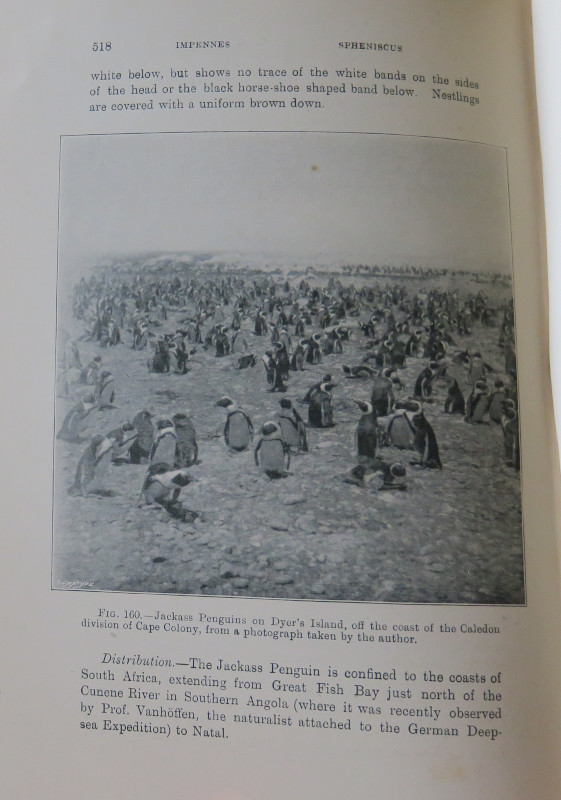 518 IMPENNES SPHENISCUS
white below, but shows no trace of the white bands on the sides
of the head or the black horse-shoe shaped band below. Nestlings
are covered with a uniform brown down.
FIG. 160.—Jackass Penguins on Dyer's Island, off the coast of the Caledon
division of Cape Colony, from a photograph taken by the author.
Distribution.—The Jackass Penguin is confined to the coasts of
South Africa, extending from Great Fish Bay just north of the
Cunene River in Southern Angola (where it was recently observed
by Prof. Vanhöffen, the naturalist attached to the German Deep-
sea Expedition) to Natal.